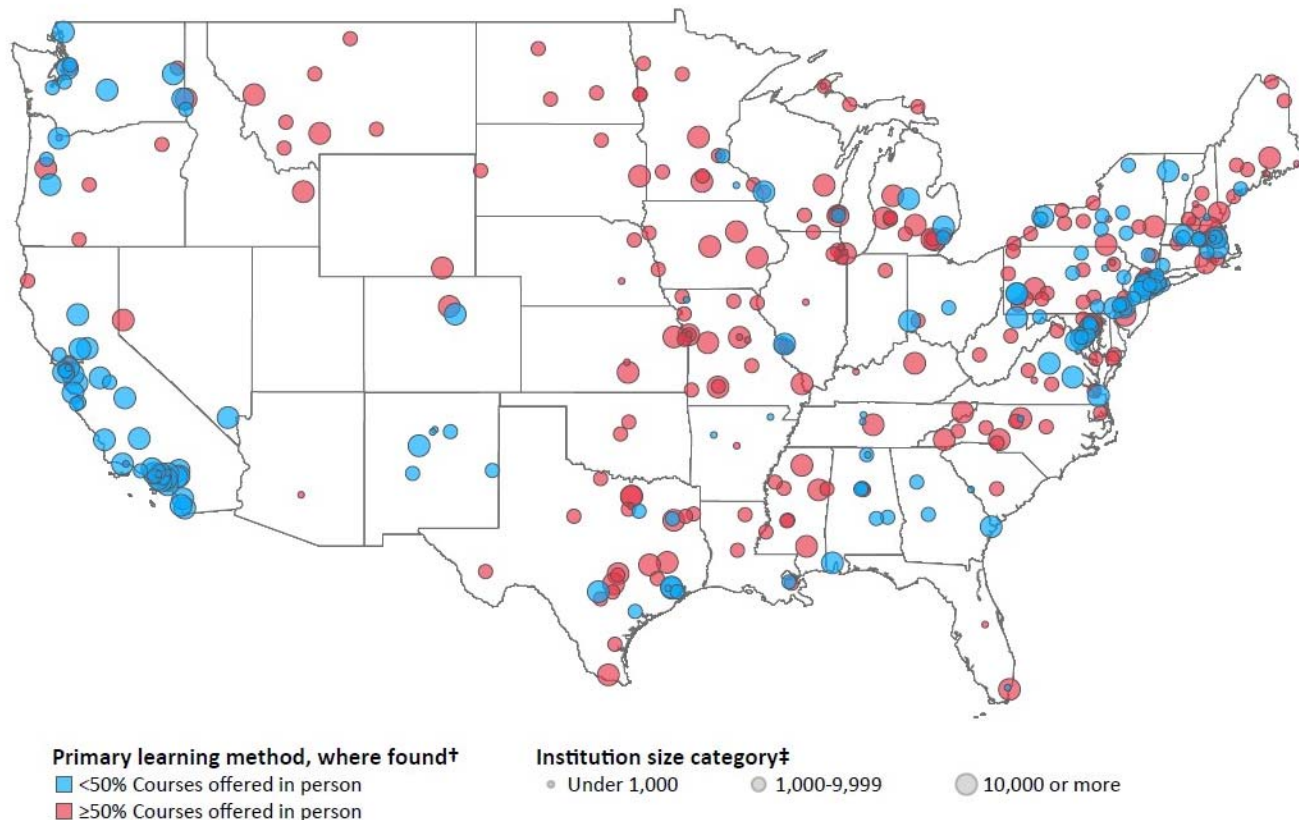 Primary learning method, where found†
<50% Courses offered in person
≥50% Courses offered in person
Institution size category‡
Under 1,000
1,000-9,999
10,000 or more